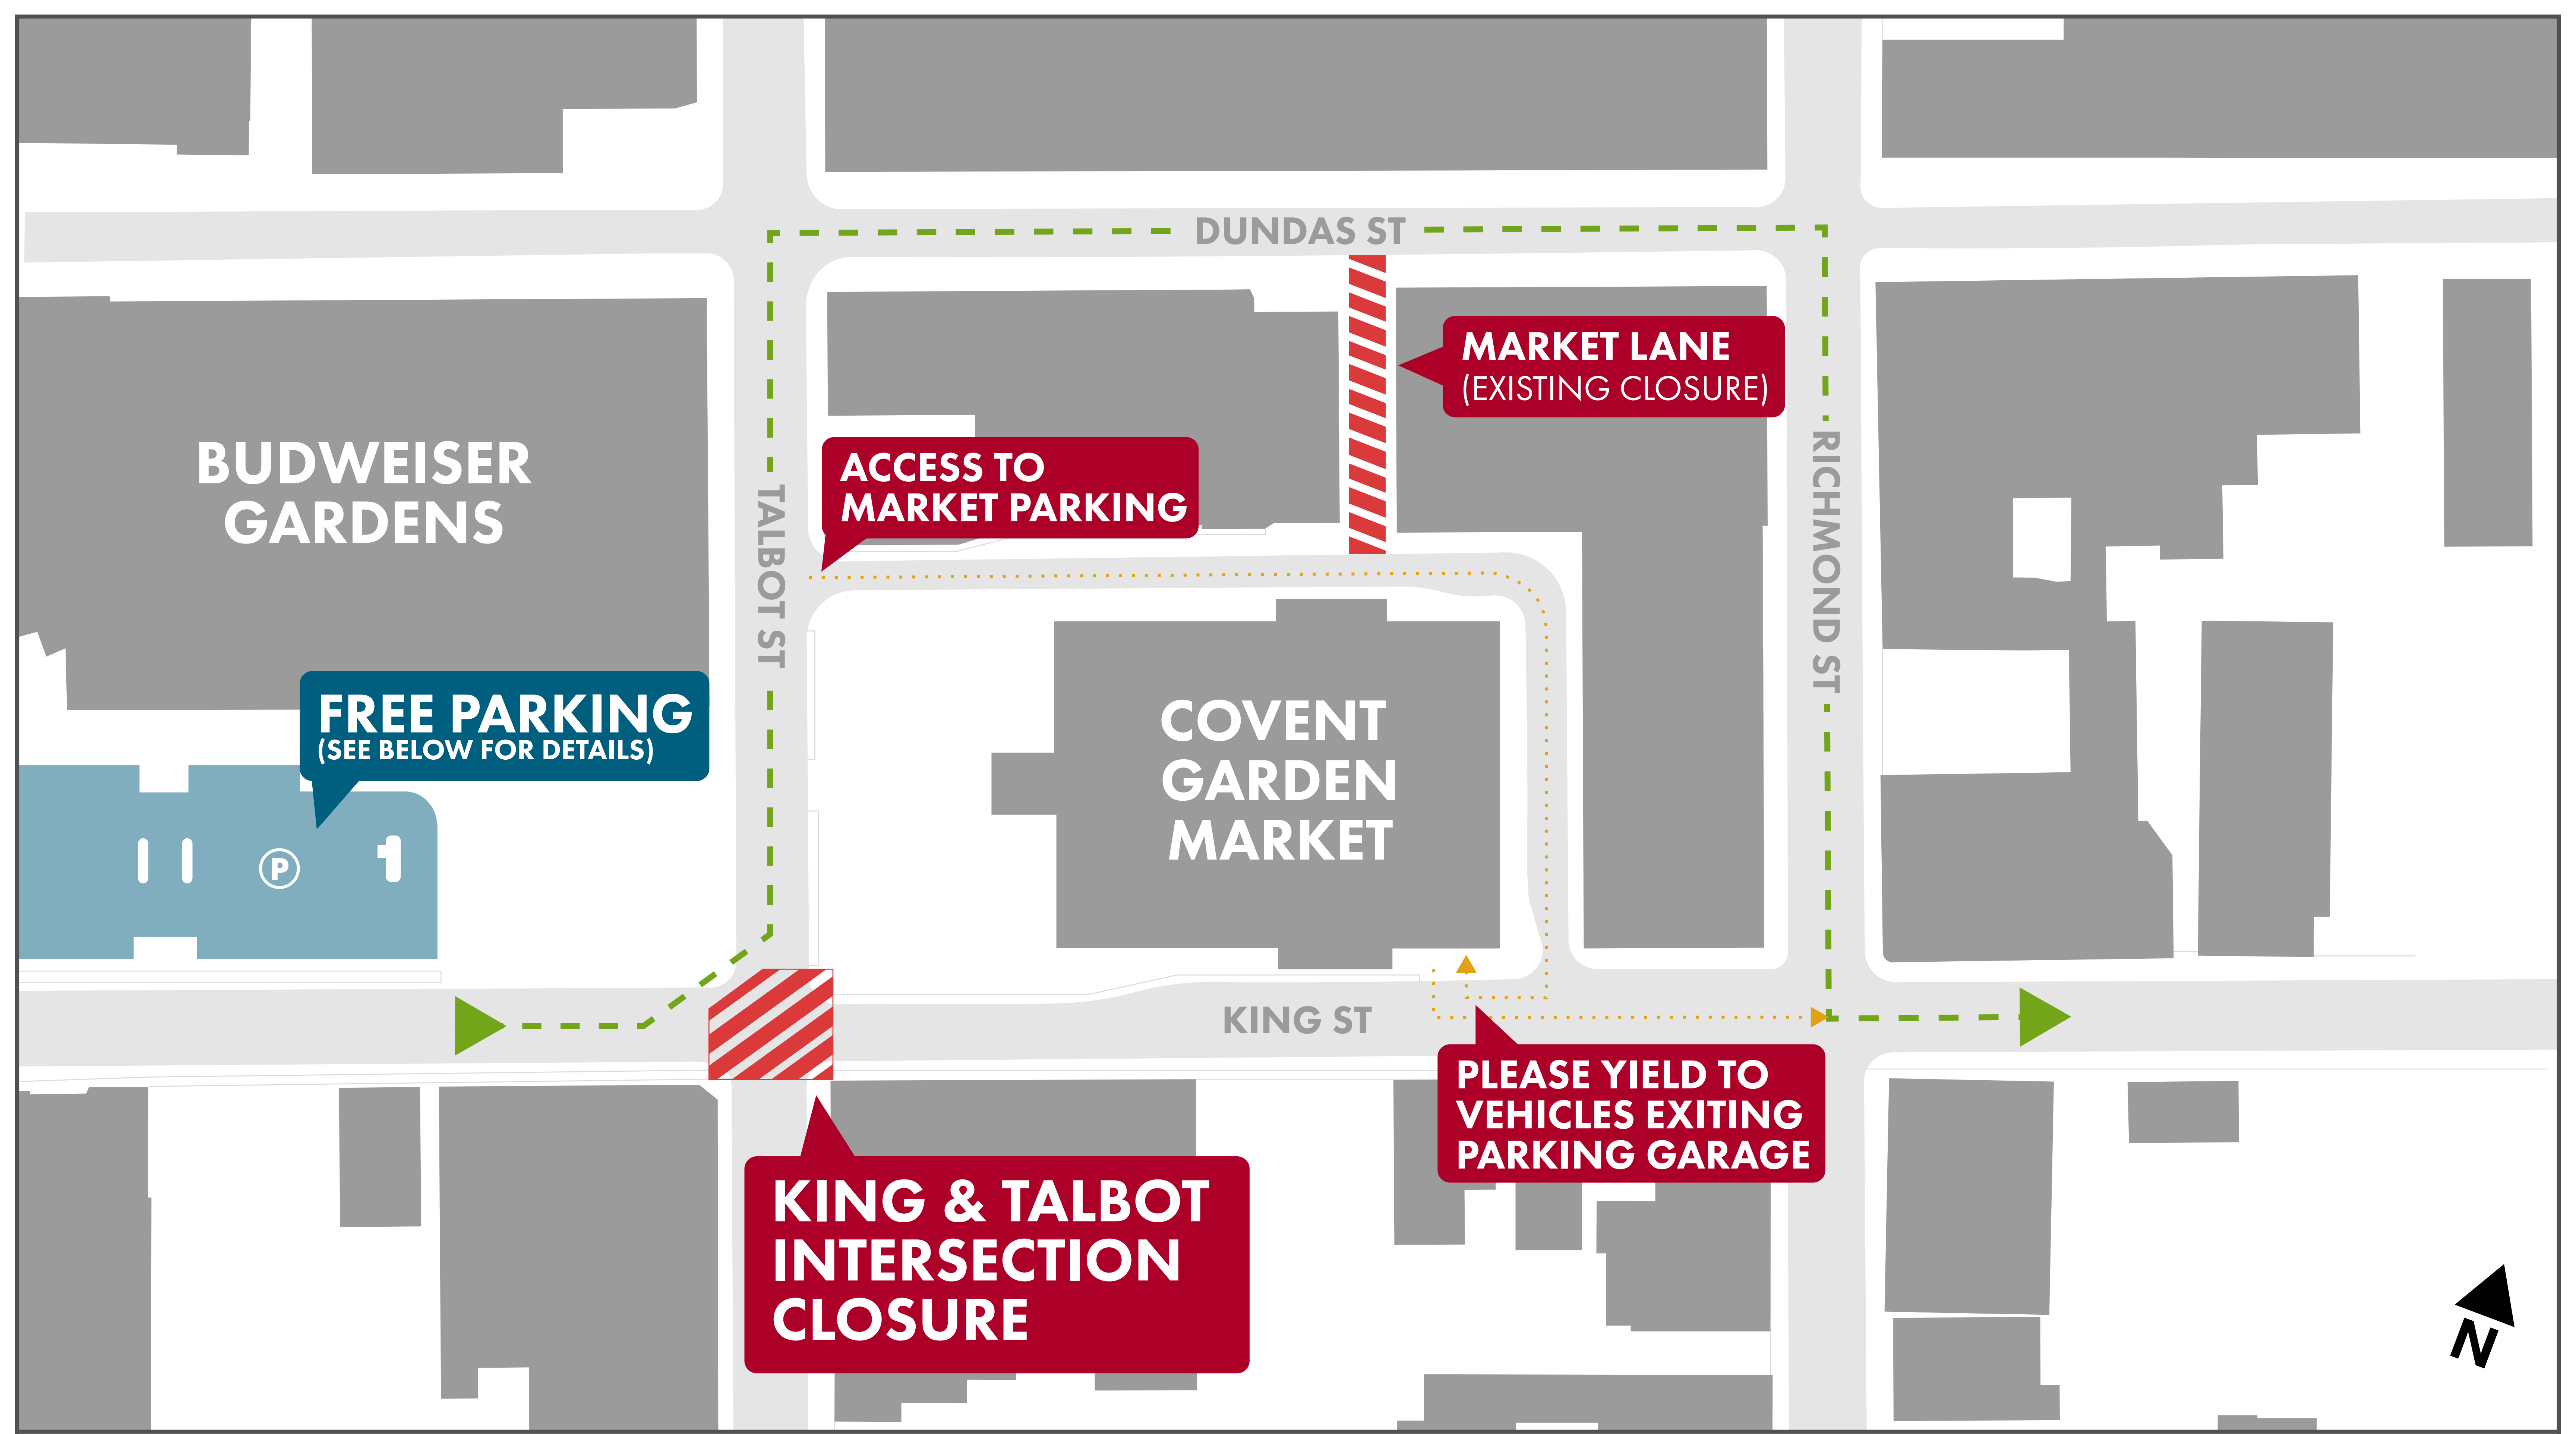 DUNDAS ST
MARKET LANE
(EXISTING CLOSURE)
ACCESS TO
MARKET PARKING
BUDWEISER
GARDENS
TALBOT ST
RICHMOND ST
FREE PARKING
(SEE BELOW FOR DETAILS)
P
COVENT
GARDEN
MARKET
KING ST
PLEASE YIELD TO
VEHICLES EXITING
PARKING GARAGE
KING & TALBOT
INTERSECTION
CLOSURE
N